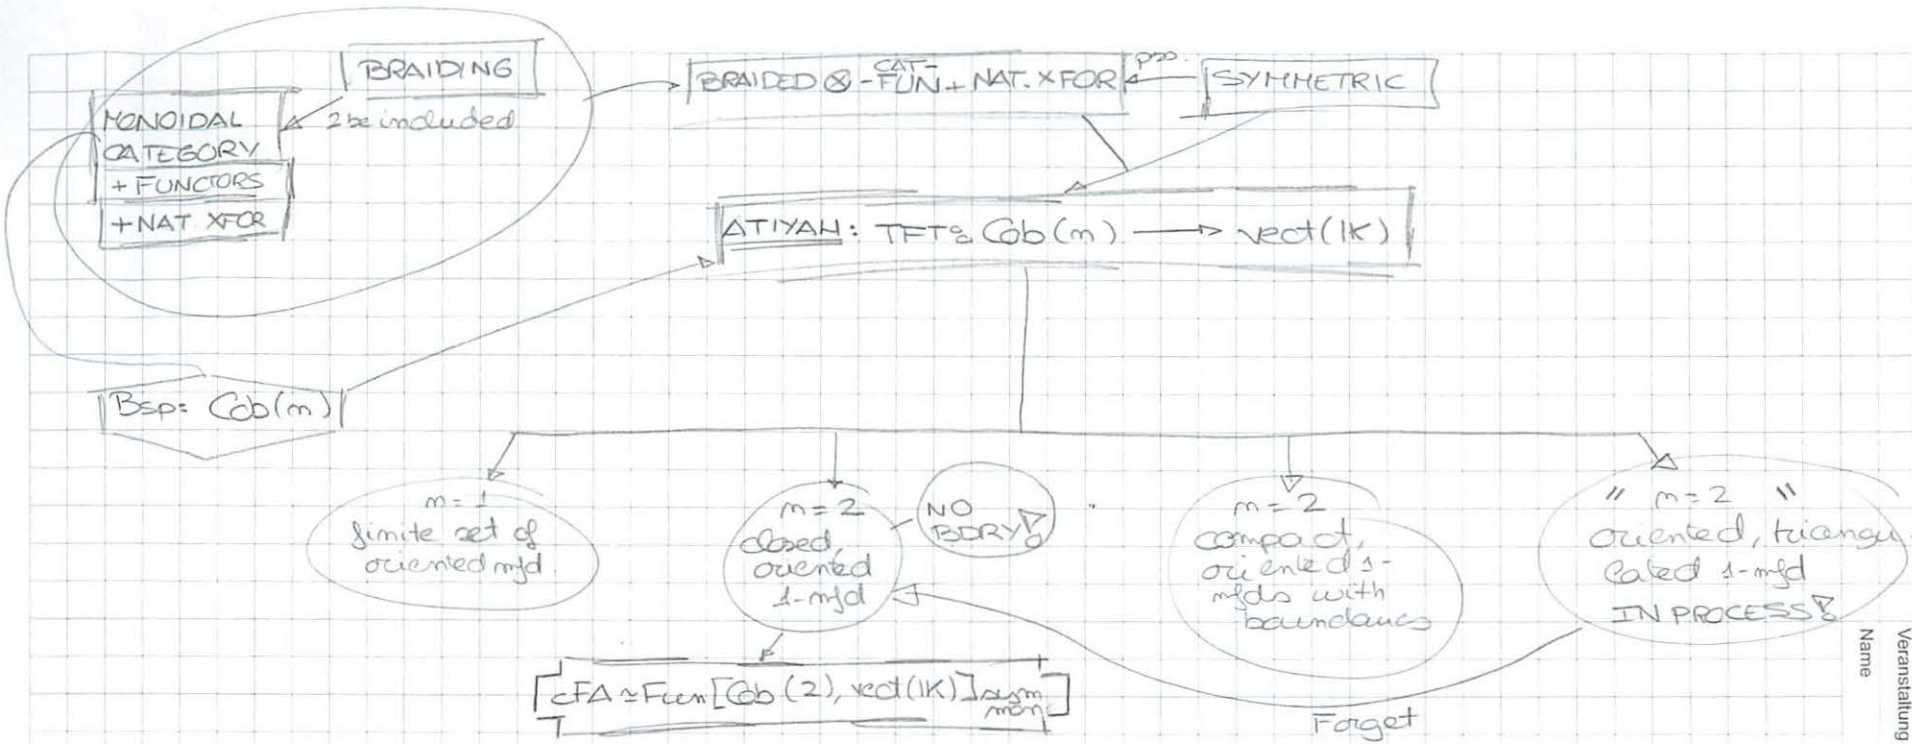 BRAIDING
MONOIDAL
CATEGORY
+ FUNCTORS
+ NAT. XFOR
2 be included
CAT-
BRAIDED ⊗ -FUN + NAT. XFOR
SYMMETRIC
ATIYAH: TFT: Cob(n) → vect(K)
Bsp: Cob(n)
n = 1
finite set of
oriented mfd.
n = 2
closed,
oriented
1-mfd
NO
BDRY!
n = 2
compact,
oriented 1-
mfds with
boundaries
" n = 2 "
oriented, triangu
lated 1-mfd
IN PROCESS!
cFA ≃ Fun[Cob(2), vect(K)] symm
mon
Forget
Veranstaltung
Name